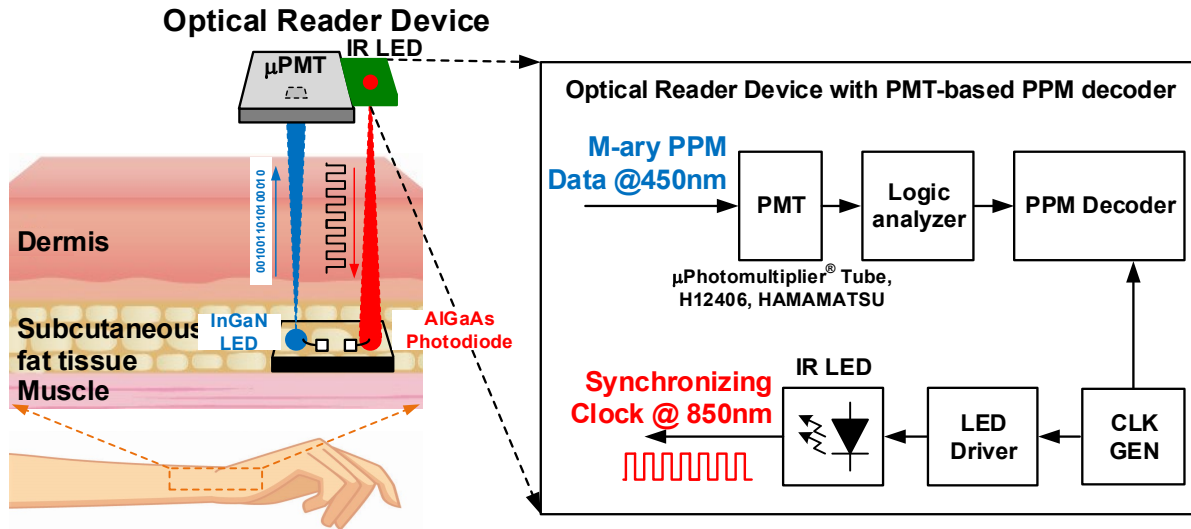 Optical Reader Device
IR LED
μPMT
001001101010100010
Dermis
Subcutaneous
fat tissue
Muscle
InGaN
LED
AlGaAs
Photodiode
Optical Reader Device with PMT-based PPM decoder
M-ary PPM
Data @450nm
PMT
Logic
analyzer
PPM Decoder
μPhotomultiplier® Tube,
H12406, HAMAMATSU
Synchronizing
Clock @ 850nm
IR LED
LED
Driver
CLK
GEN